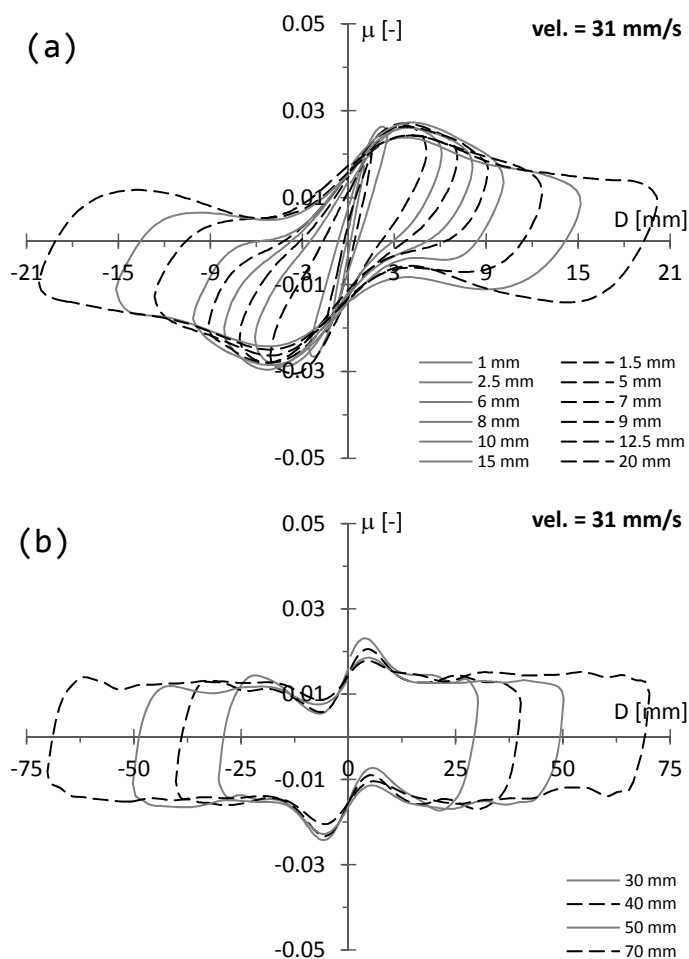 (a)
μ [-]
vel. = 31 mm/s
0.05
0.03
0.01
D [mm]
-21 -15 -9 -3 3 9 15 21
-0.01
-0.03
-0.05
1 mm 1.5 mm
2.5 mm 5 mm
6 mm 7 mm
8 mm 9 mm
10 mm 12.5 mm
15 mm 20 mm
(b)
μ [-]
vel. = 31 mm/s
0.05
0.03
0.01
D [mm]
-75 -50 -25 0 25 50 75
-0.01
-0.03
-0.05
30 mm
40 mm
50 mm
70 mm